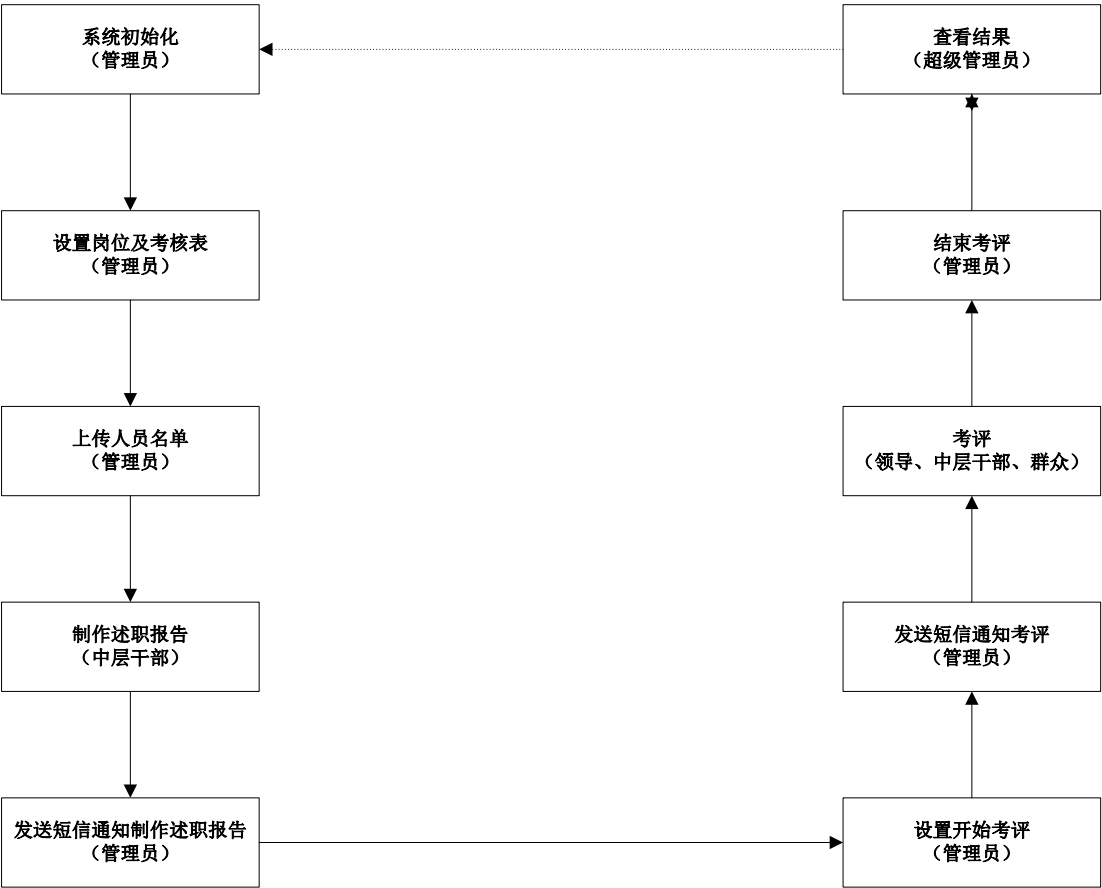 系统初始化
（管理员）
设置岗位及考核表
（管理员）
上传人员名单
（管理员）
制作述职报告
（中层干部）
发送短信通知制作述职报告
（管理员）
查看结果
（超级管理员）
结束考评
（管理员）
考评
（领导、中层干部、群众）
发送短信通知考评
（管理员）
设置开始考评
（管理员）